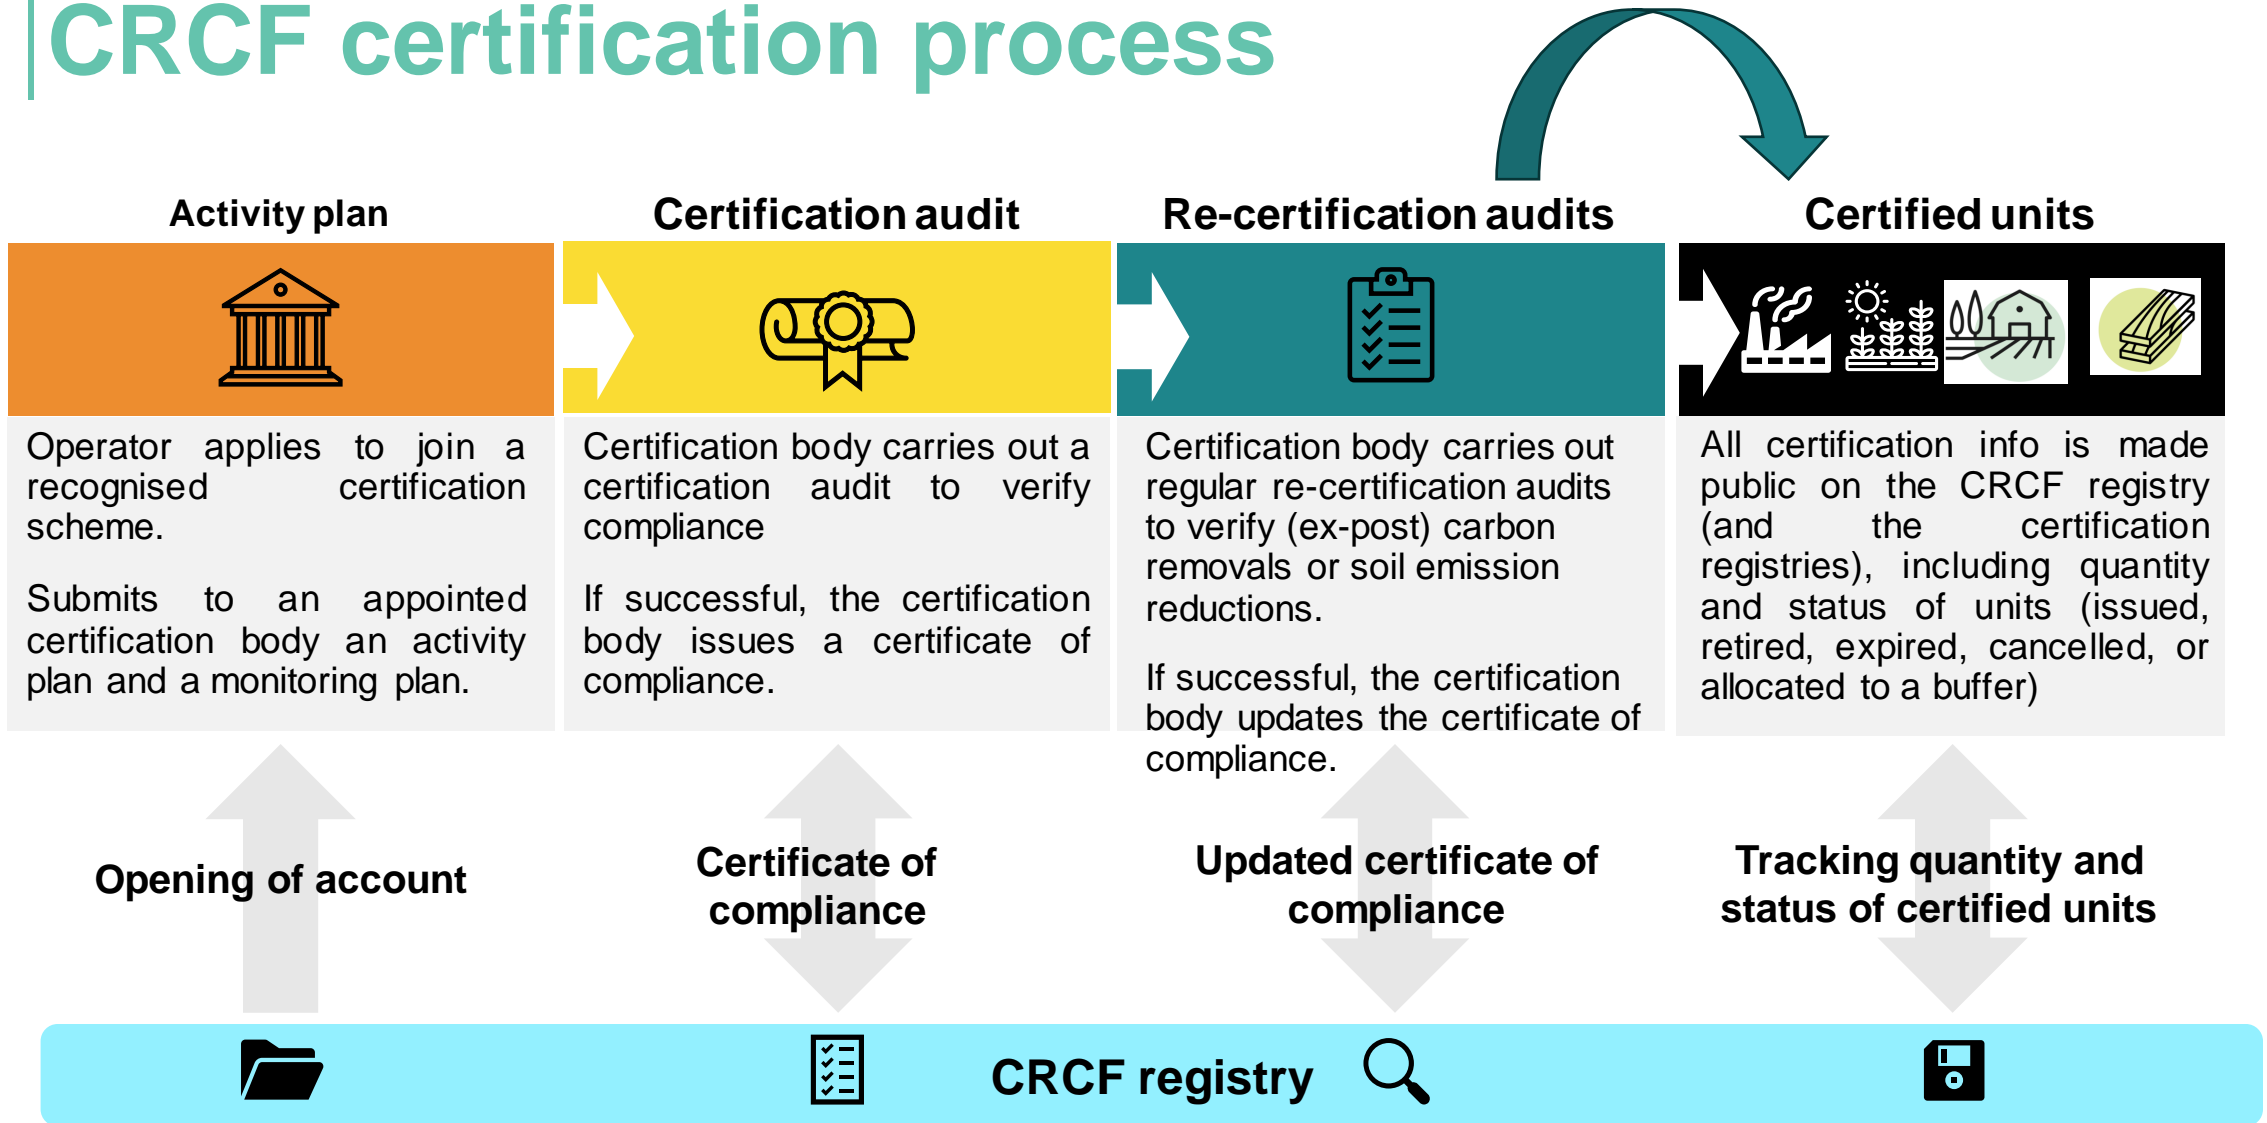 CRCF certification process
Activity plan
Operator applies to join a
recognised certification
scheme.
Submits to an appointed
certification body an activity
plan and a monitoring plan.
Opening of account
Certification audit
Certification body carries out a
certification audit to verify
compliance
If successful, the certification
body issues a certificate of
compliance.
Certificate of
compliance
Re-certification audits
Certification body carries out
regular re-certification audits
to verify (ex-post) carbon
removals or soil emission
reductions.
If successful, the certification
body updates the certificate of
compliance.
Updated certificate of
compliance
Certified units
All certification info is made
public on the CRCF registry
(and the certification
registries), including quantity
and status of units (issued,
retired, expired, cancelled, or
allocated to a buffer)
Tracking quantity and
status of certified units
CRCF registry